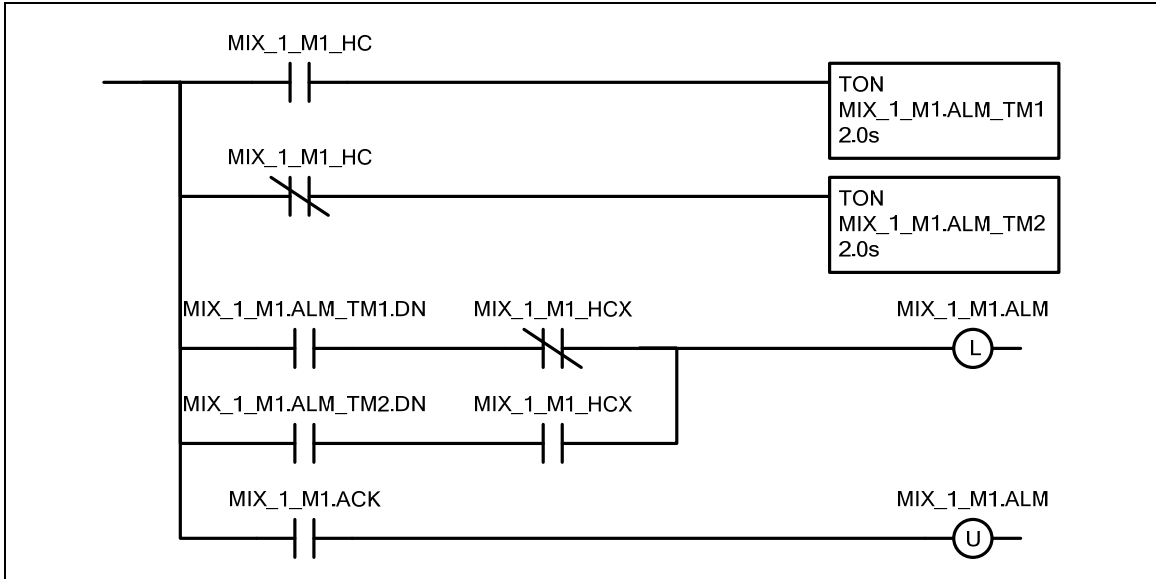 MIX_1_M1_HC
TON
MIX_1_M1.ALM_TM1
2.0s
MIX_1_M1_HC
TON
MIX_1_M1.ALM_TM2
2.0s
MIX_1_M1.ALM_TM1.DN MIX_1_M1_HCX MIX_1_M1.ALM
L
MIX_1_M1.ALM_TM2.DN MIX_1_M1_HCX
MIX_1_M1.ACK MIX_1_M1.ALM
U